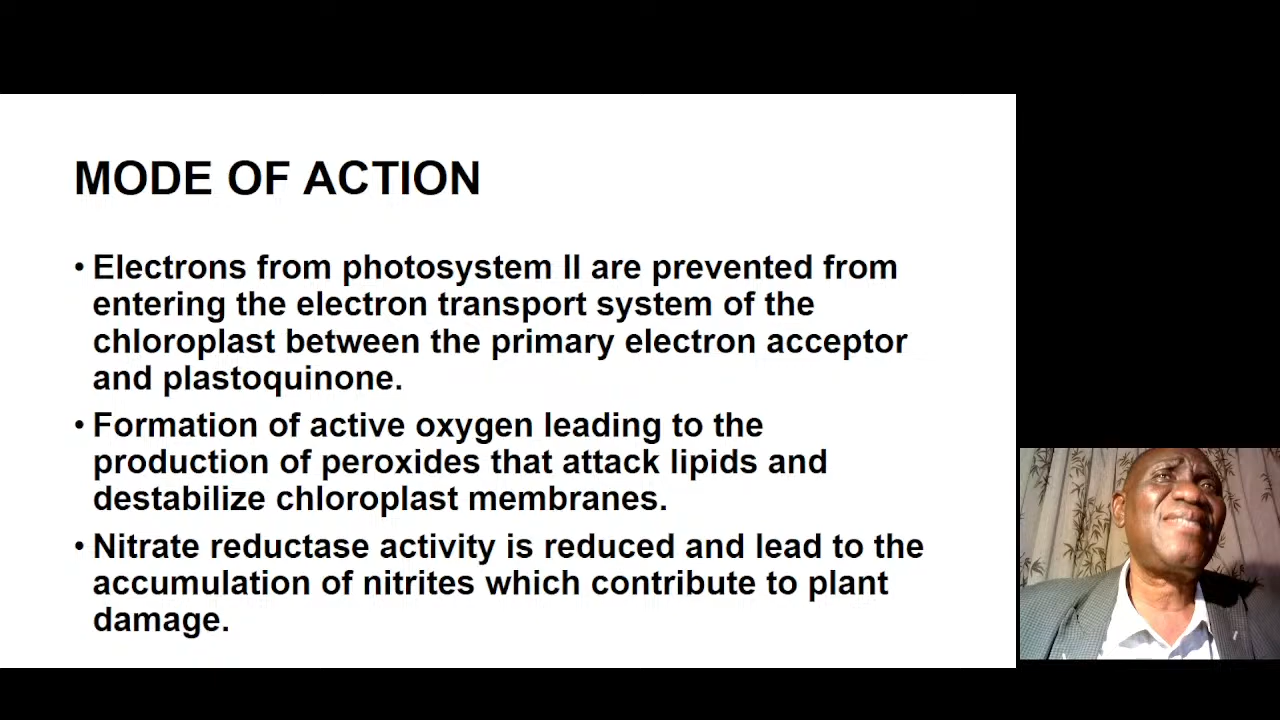 MODE OF ACTION
• Electrons from photosystem II are prevented from
entering the electron transport system of the
chloroplast between the primary electron acceptor
and plastoquinone.
• Formation of active oxygen leading to the
production of peroxides that attack lipids and
destabilize chloroplast membranes.
• Nitrate reductase activity is reduced and lead to the
accumulation of nitrites which contribute to plant
damage.